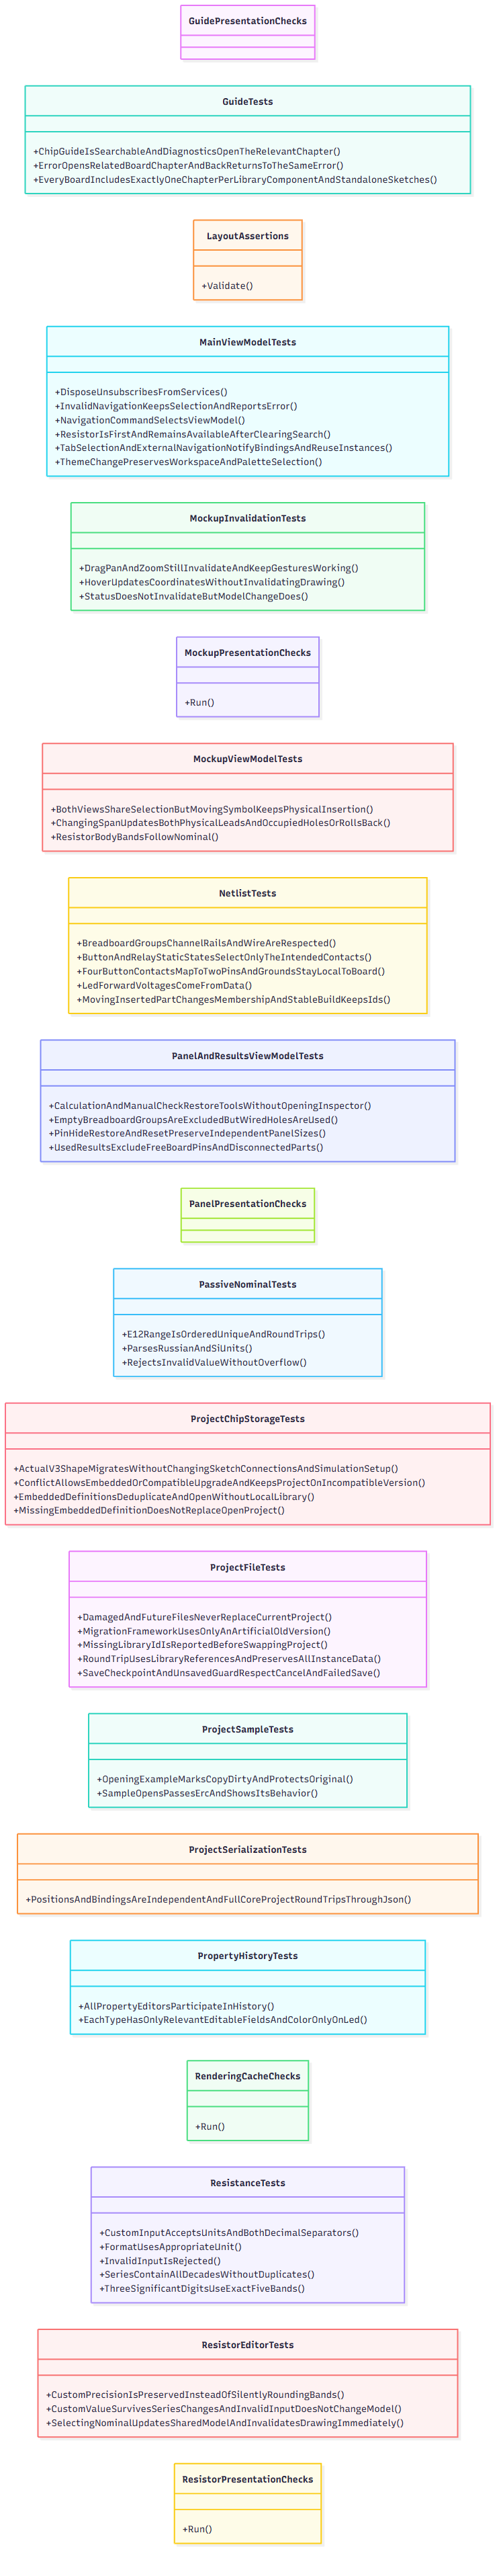 GuidePresentationChecks
GuideTests
+ChipGuideIsSearchableAndDiagnosticsOpenTheRelevantChapter()
+ErrorOpensRelatedBoardChapterAndBackReturnsToTheSameError()
+EveryBoardIncludesExactlyOneChapterPerLibraryComponentAndStandaloneSketches()
LayoutAssertions
+Validate()
MainViewModelTests
+DisposeUnsubscribesFromServices()
+InvalidNavigationKeepsSelectionAndReportsError()
+NavigationCommandSelectsViewModel()
+ResistorIsFirstAndRemainsAvailableAfterClearingSearch()
+TabSelectionAndExternalNavigationNotifyBindingsAndReuseInstances()
+ThemeChangePreservesWorkspaceAndPaletteSelection()
MockupInvalidationTests
+DragPanAndZoomStillInvalidateAndKeepGesturesWorking()
+HoverUpdatesCoordinatesWithoutInvalidatingDrawing()
+StatusDoesNotInvalidateButModelChangeDoes()
MockupPresentationChecks
+Run()
MockupViewModelTests
+BothViewsShareSelectionButMovingSymbolKeepsPhysicalInsertion()
+ChangingSpanUpdatesBothPhysicalLeadsAndOccupiedHolesOrRollsBack()
+ResistorBodyBandsFollowNominal()
NetlistTests
+BreadboardGroupsChannelRailsAndWireAreRespected()
+ButtonAndRelayStaticStatesSelectOnlyTheIntendedContacts()
+FourButtonContactsMapToTwoPinsAndGroundsStayLocalToBoard()
+LedForwardVoltagesComeFromData()
+MovingInsertedPartChangesMembershipAndStableBuildKeepsIds()
PanelAndResultsViewModelTests
+CalculationAndManualCheckRestoreToolsWithoutOpeningInspector()
+EmptyBreadboardGroupsAreExcludedButWiredHolesAreUsed()
+PinHideRestoreAndResetPreserveIndependentPanelSizes()
+UsedResultsExcludeFreeBoardPinsAndDisconnectedParts()
PanelPresentationChecks
PassiveNominalTests
+E12RangeIsOrderedUniqueAndRoundTrips()
+ParsesRussianAndSiUnits()
+RejectsInvalidValueWithoutOverflow()
ProjectChipStorageTests
+ActualV3ShapeMigratesWithoutChangingSketchConnectionsAndSimulationSetup()
+ConflictAllowsEmbeddedOrCompatibleUpgradeAndKeepsProjectOnIncompatibleVersion()
+EmbeddedDefinitionsDeduplicateAndOpenWithoutLocalLibrary()
+MissingEmbeddedDefinitionDoesNotReplaceOpenProject()
ProjectFileTests
+DamagedAndFutureFilesNeverReplaceCurrentProject()
+MigrationFrameworkUsesOnlyAnArtificialOldVersion()
+MissingLibraryIdIsReportedBeforeSwappingProject()
+RoundTripUsesLibraryReferencesAndPreservesAllInstanceData()
+SaveCheckpointAndUnsavedGuardRespectCancelAndFailedSave()
ProjectSampleTests
+OpeningExampleMarksCopyDirtyAndProtectsOriginal()
+SampleOpensPassesErcAndShowsItsBehavior()
ProjectSerializationTests
+PositionsAndBindingsAreIndependentAndFullCoreProjectRoundTripsThroughJson()
PropertyHistoryTests
+AllPropertyEditorsParticipateInHistory()
+EachTypeHasOnlyRelevantEditableFieldsAndColorOnlyOnLed()
RenderingCacheChecks
+Run()
ResistanceTests
+CustomInputAcceptsUnitsAndBothDecimalSeparators()
+FormatUsesAppropriateUnit()
+InvalidInputIsRejected()
+SeriesContainAllDecadesWithoutDuplicates()
+ThreeSignificantDigitsUseExactFiveBands()
ResistorEditorTests
+CustomPrecisionIsPreservedInsteadOfSilentlyRoundingBands()
+CustomValueSurvivesSeriesChangesAndInvalidInputDoesNotChangeModel()
+SelectingNominalUpdatesSharedModelAndInvalidatesDrawingImmediately()
ResistorPresentationChecks
+Run()